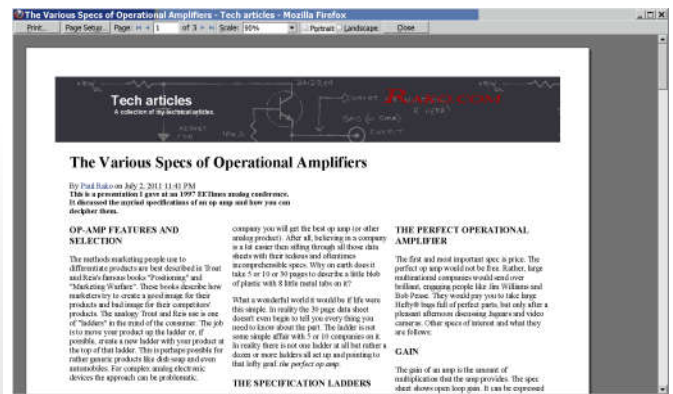 The Various Specs of Operational Amplifiers - Tech articles - Mozilla Firefox
Print... Page Setup... Page: 1 of 3 Scale: 90% Portrait Landscape Close
Tech articles
A collection of my technical articles.
The Various Specs of Operational Amplifiers
By Paul Rako on July 2, 2011 11:41 PM
This is a presentation I gave at an 1997 EETimes analog conference.
It discussed the myriad specifications of an op amp and how you can
decipher them.
OP-AMP FEATURES AND
SELECTION
The methods marketing people use to
differentiate products are best described in Trout
and Reis's famous books "Positioning" and
"Marketing Warfare". These books describe how
marketers try to create a good image for their
products and bad image for their competitors'
products. The analogy Trout and Reis use is one
of "ladders" in the mind of the consumer. The job
is to move your product up the ladder or, if
possible, create a new ladder with your product at
the top of that ladder. This is perhaps possible for
rather generic products like dish soap and even
automobiles. For complex analog electronic
devices the approach can be problematic.
company you will get the best op amp (or other
analog product). After all, believing in a company
is a lot easier then sifting through all those data
sheets with their tedious and oftentimes
incomprehensible specs. Why on earth does it
take 5 or 10 or 30 pages to describe a little blob
of plastic with 8 little metal tabs on it?
What a wonderful world it would be if life were
this simple. In reality the 30 page data sheet
doesn't even begin to tell you every thing you
need to know about the part. The ladder is not
some simple affair with 5 or 10 companies on it.
In reality there is not one ladder at all but rather a
dozen or more ladders all set up and pointing to
that lofty goal: the perfect op amp.
THE SPECIFICATION LADDERS
THE PERFECT OPERATIONAL
AMPLIFIER
The first and most important spec is price. The
perfect op amp would not be free. Rather, large
multinational companies would send over
brilliant, engaging people like Jim Williams and
Bob Pease. They would pay you to take large
Hefty® bags full of perfect parts, but only after a
pleasant afternoon discussing Jaguars and video
cameras. Other specs of interest and what they
are follows:
GAIN
The gain of an amp is the amount of
multiplication that the amp provides. The spec
sheet shows open loop gain. It can be expressed